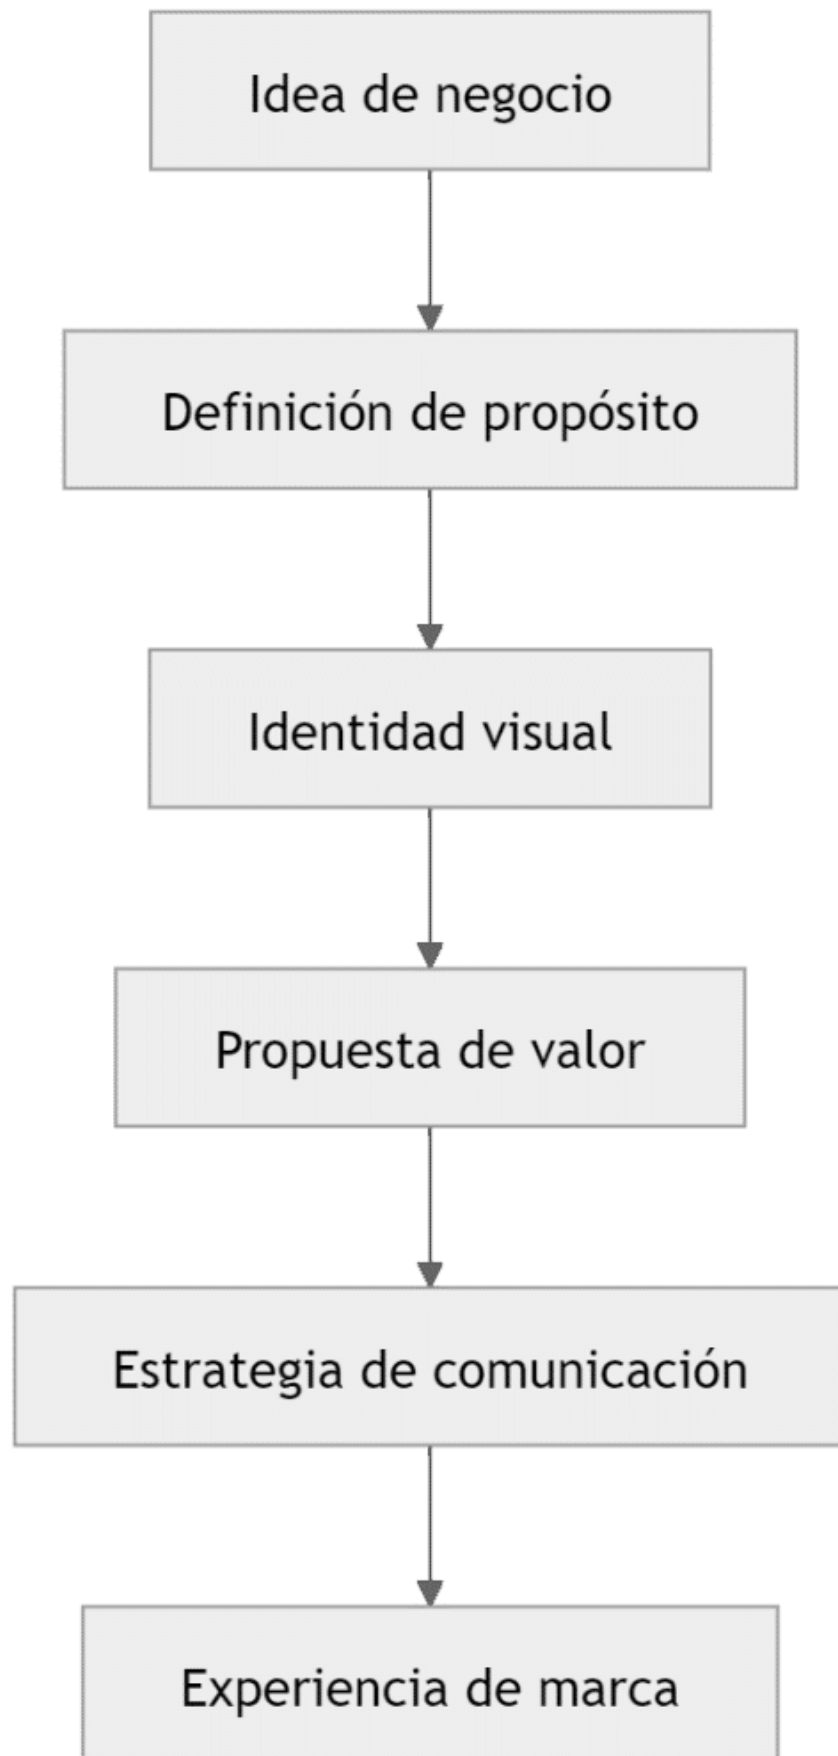 Idea de negocio
Definición de propósito
Identidad visual
Propuesta de valor
Estrategia de comunicación
Experiencia de marca